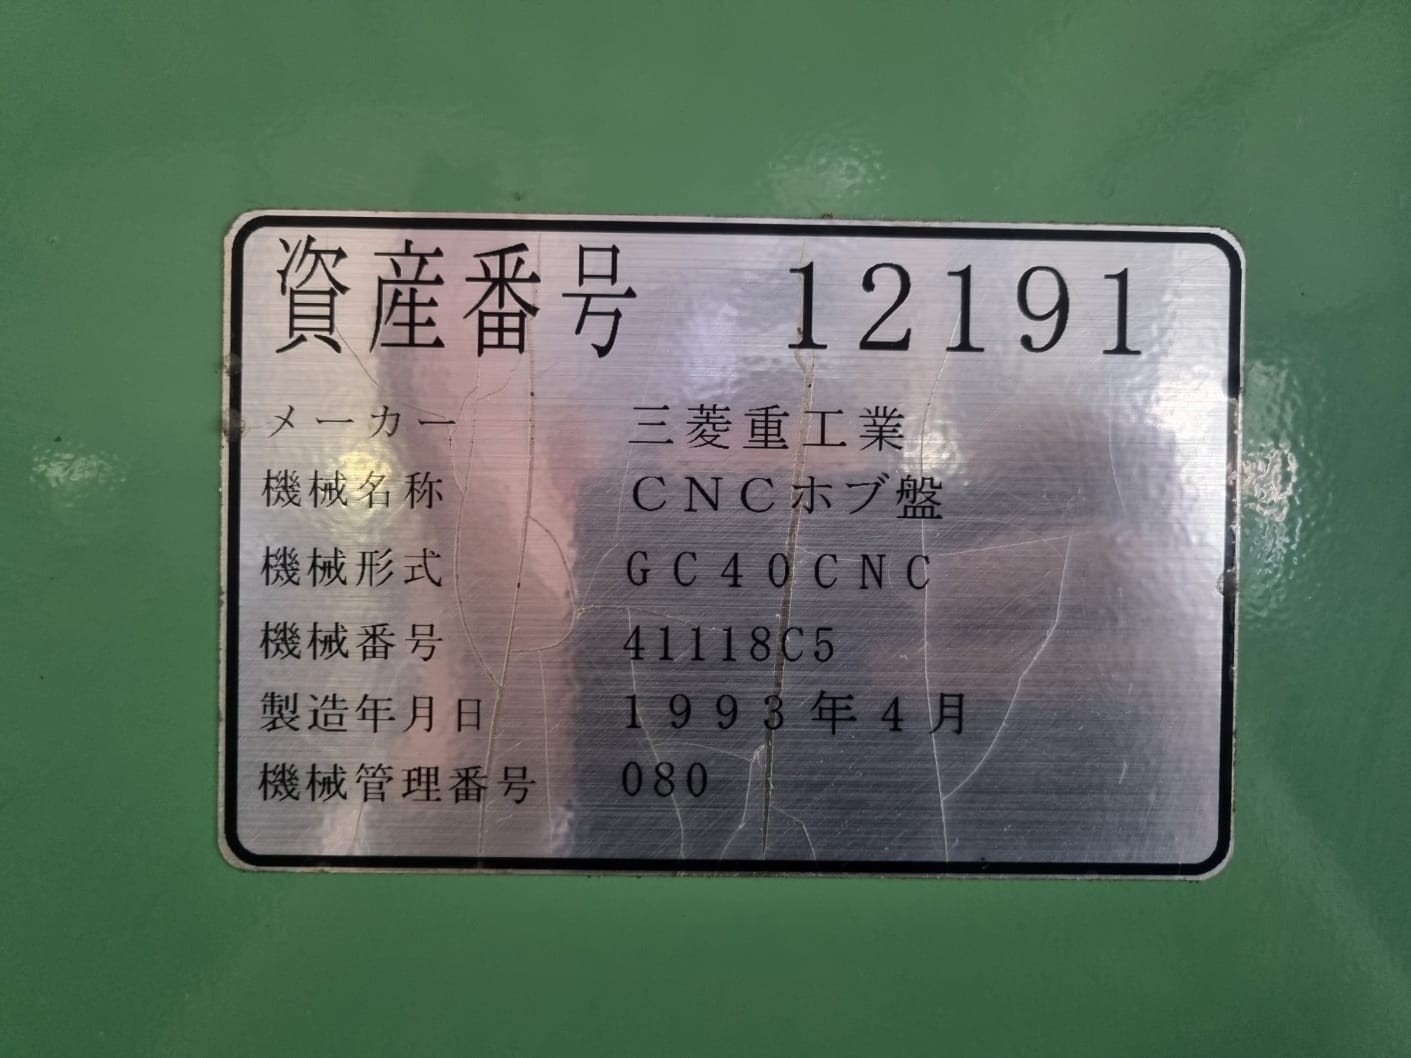 資産番号 12191
メーカー 三菱重工業
機械名称 CNCホブ盤
機械形式 GC40CNC
機械番号 41118C5
製造年月日 1993年4月
機械管理番号 080